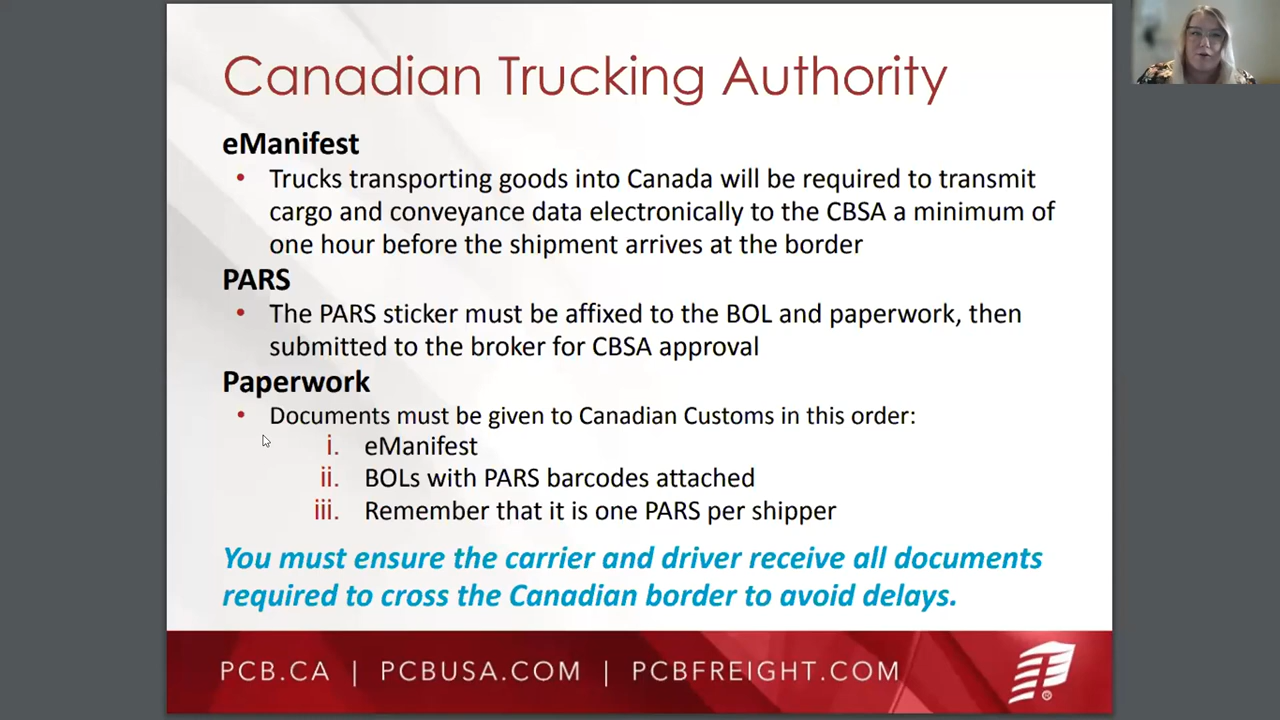 Canadian Trucking Authority
eManifest
• Trucks transporting goods into Canada will be required to transmit
cargo and conveyance data electronically to the CBSA a minimum of
one hour before the shipment arrives at the border
PARS
• The PARS sticker must be affixed to the BOL and paperwork, then
submitted to the broker for CBSA approval
Paperwork
• Documents must be given to Canadian Customs in this order:
i. eManifest
ii. BOLs with PARS barcodes attached
iii. Remember that it is one PARS per shipper
You must ensure the carrier and driver receive all documents
required to cross the Canadian border to avoid delays.
PCB.CA | PCBUSA.COM | PCBFREIGHT.COM